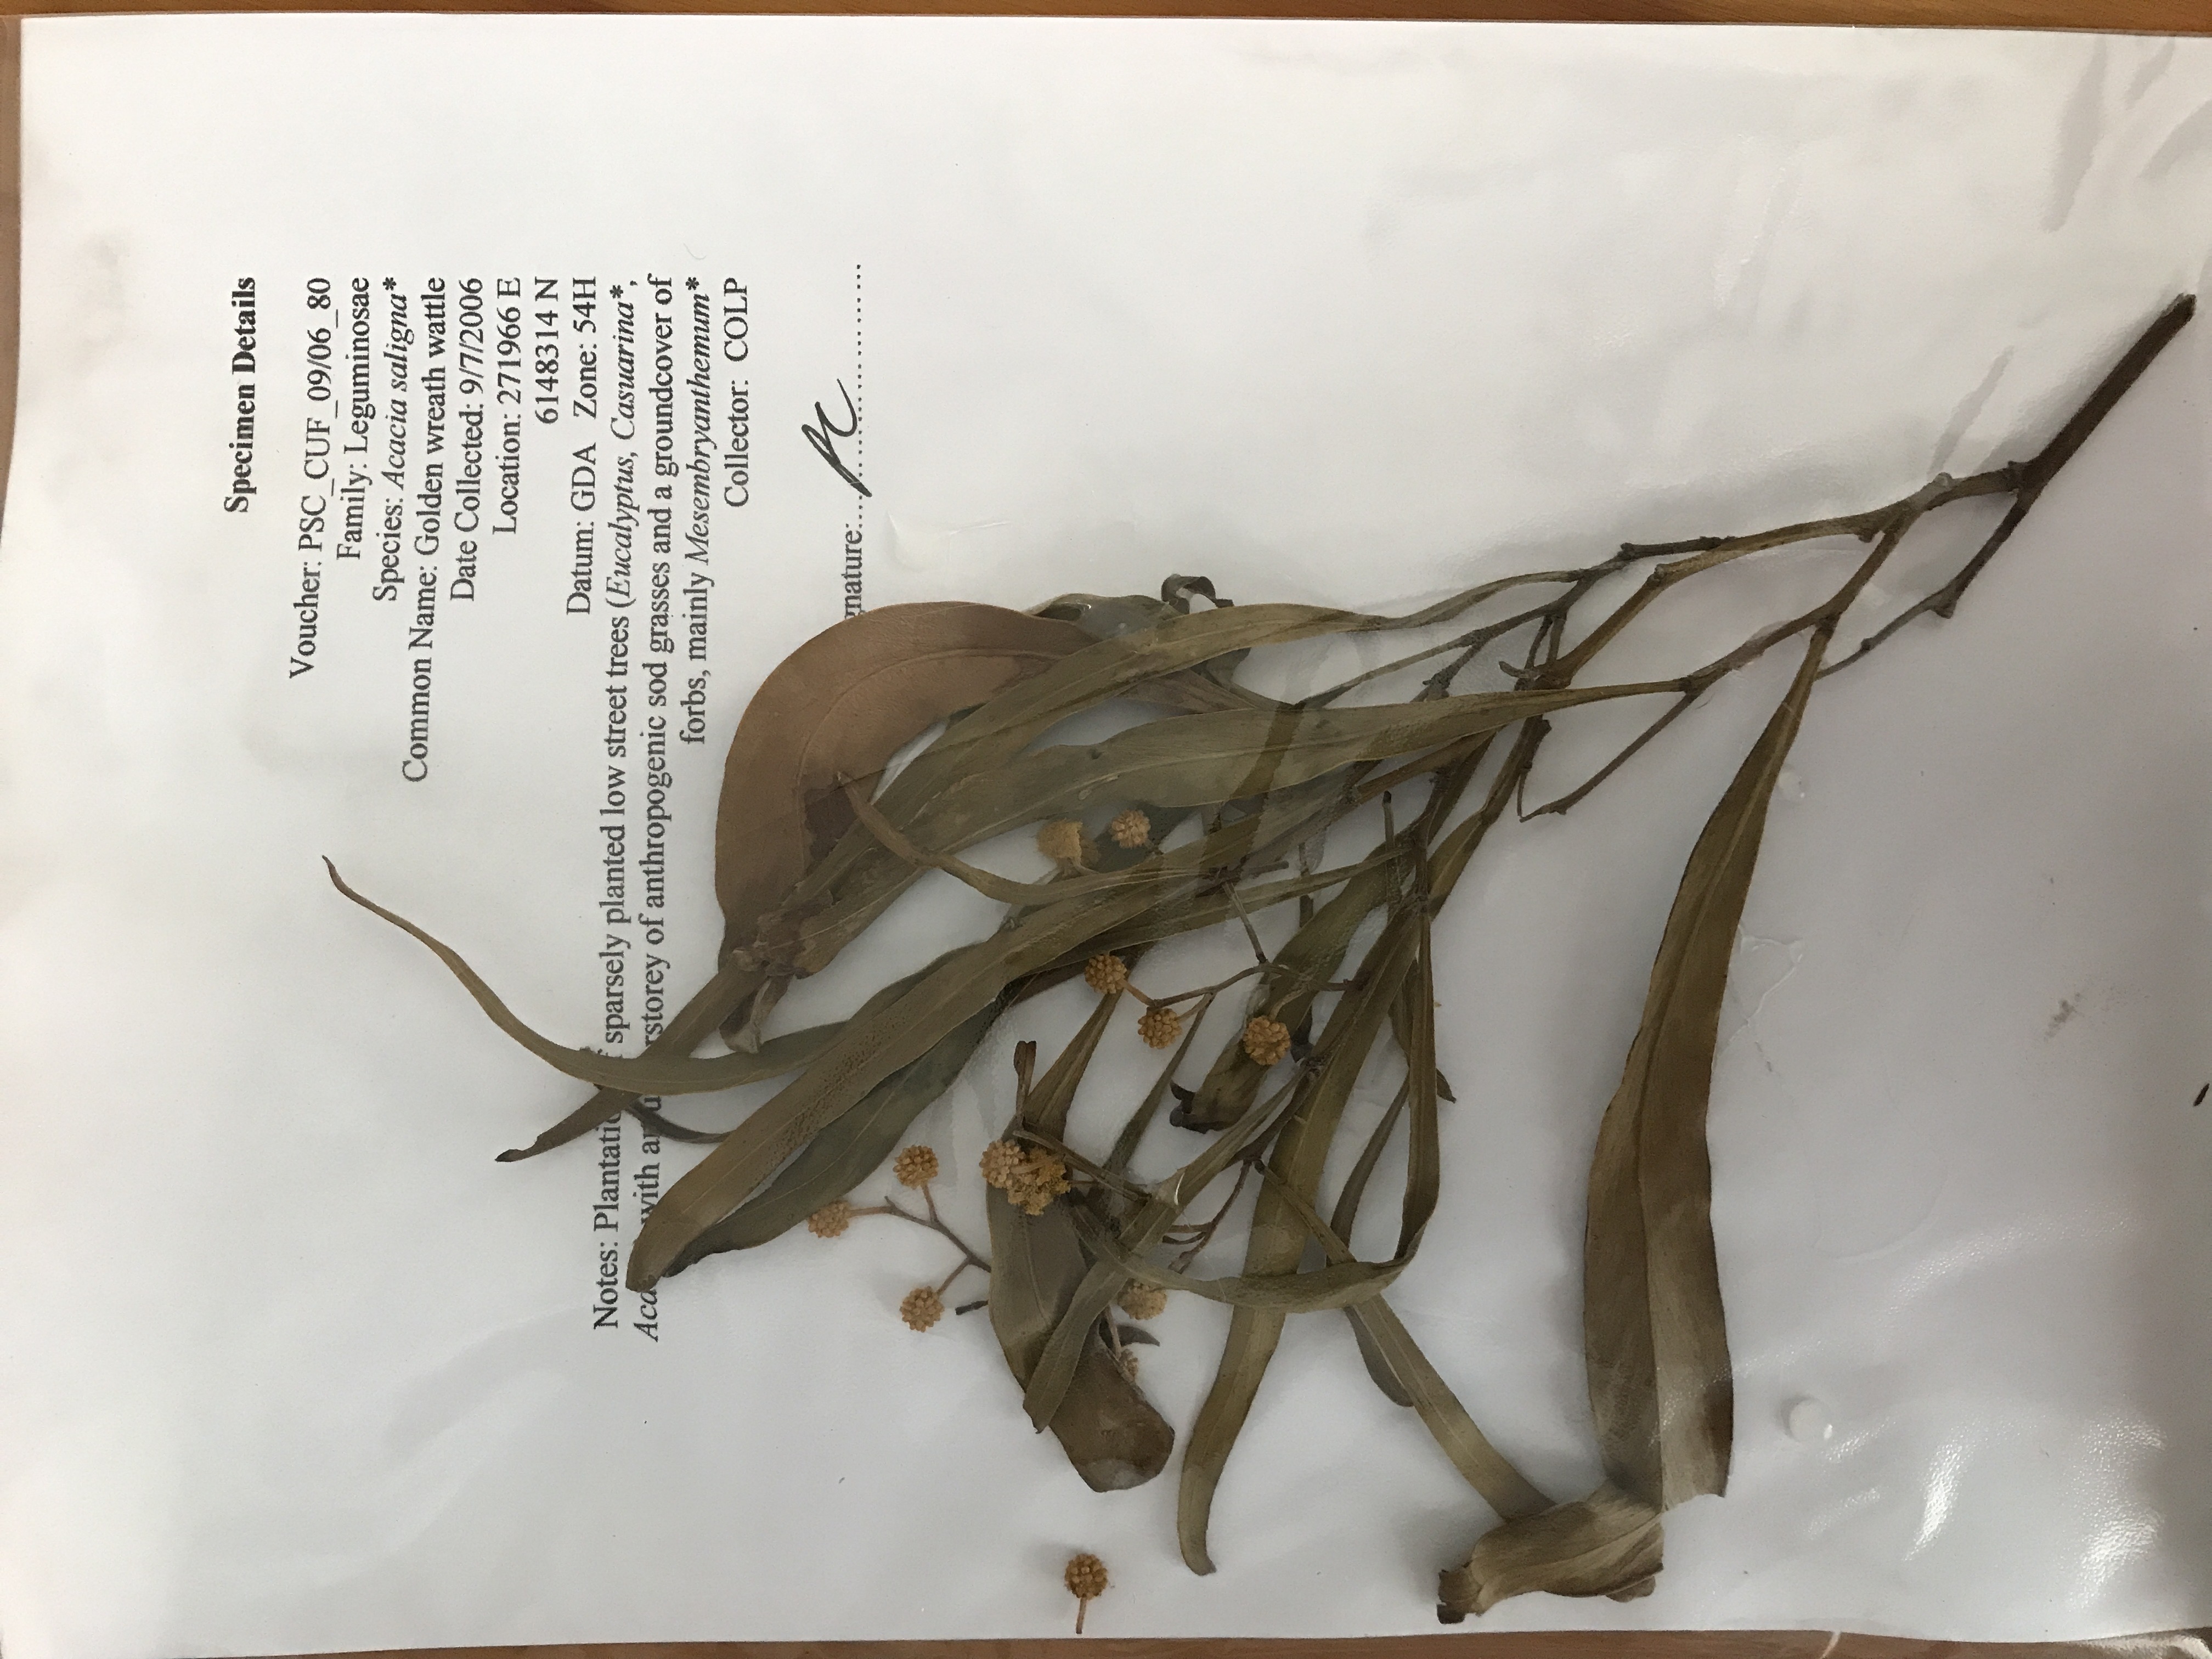 Specimen Details
Voucher: PSC_CUF_09/06_80
Family: Leguminosae
Species: Acacia saligna*
Common Name: Golden wreath wattle
Date Collected: 9/7/2006
Location: 271966 E
6148314 N
Datum: GDA Zone: 54H
Notes: sparsely planted low street trees (Eucalyptus, Casuarina*,
with of anthropogenic sod grasses and a groundcover of
forbs, mainly Mesembryanthemum*
Collector: COLP